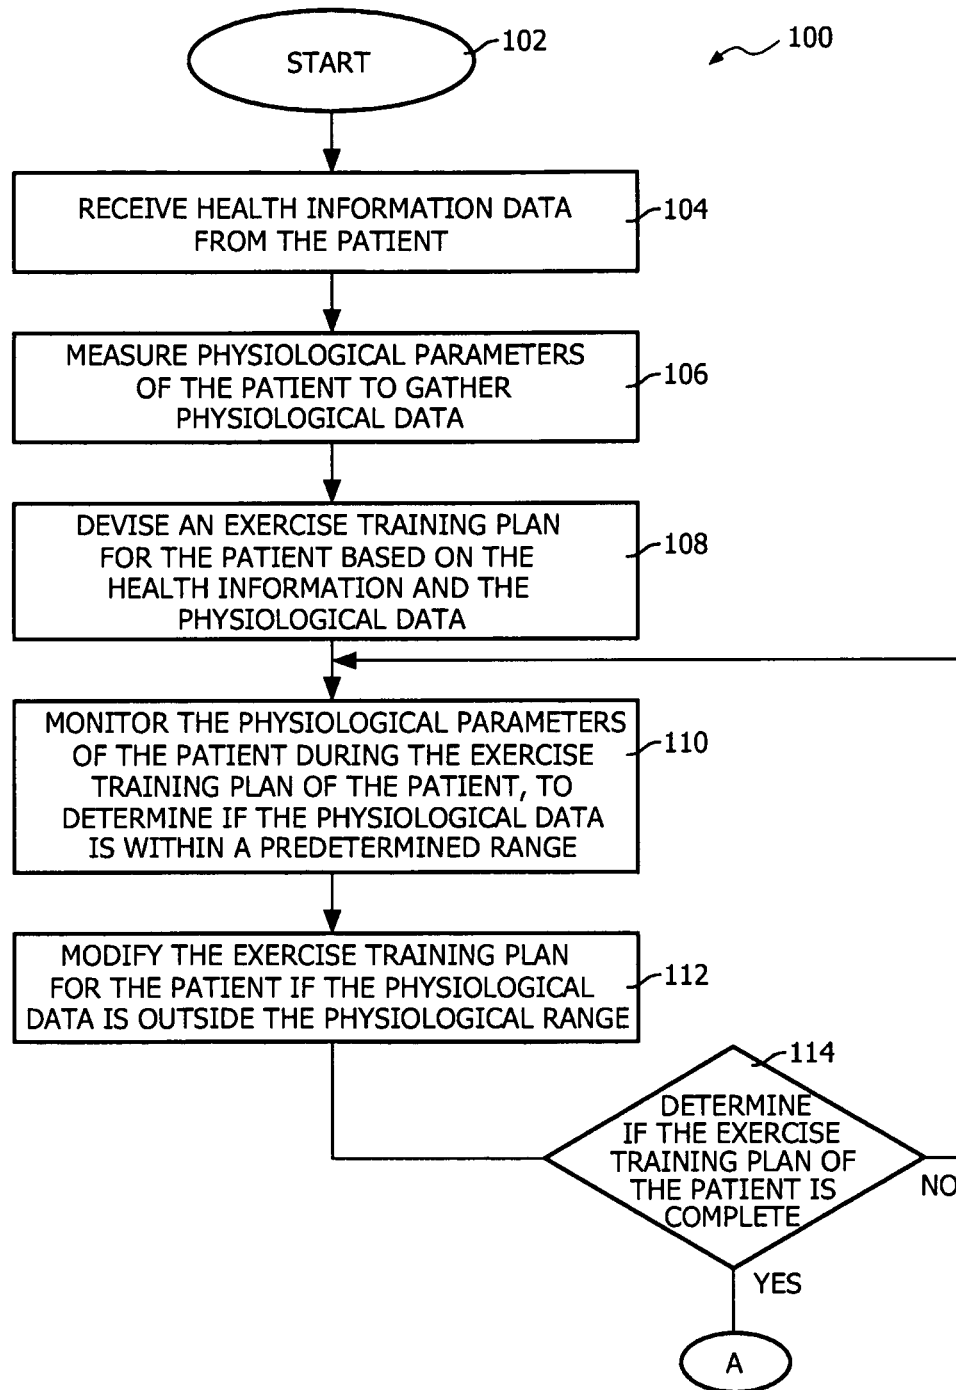 START
102
100
RECEIVE HEALTH INFORMATION DATA
FROM THE PATIENT
104
MEASURE PHYSIOLOGICAL PARAMETERS
OF THE PATIENT TO GATHER
PHYSIOLOGICAL DATA
106
DEVISE AN EXERCISE TRAINING PLAN
FOR THE PATIENT BASED ON THE
HEALTH INFORMATION AND THE
PHYSIOLOGICAL DATA
108
MONITOR THE PHYSIOLOGICAL PARAMETERS
OF THE PATIENT DURING THE EXERCISE
TRAINING PLAN OF THE PATIENT, TO
DETERMINE IF THE PHYSIOLOGICAL DATA
IS WITHIN A PREDETERMINED RANGE
110
MODIFY THE EXERCISE TRAINING PLAN
FOR THE PATIENT IF THE PHYSIOLOGICAL
DATA IS OUTSIDE THE PHYSIOLOGICAL RANGE
112
114
DETERMINE
IF THE EXERCISE
TRAINING PLAN OF
THE PATIENT IS
COMPLETE
NO
YES
A